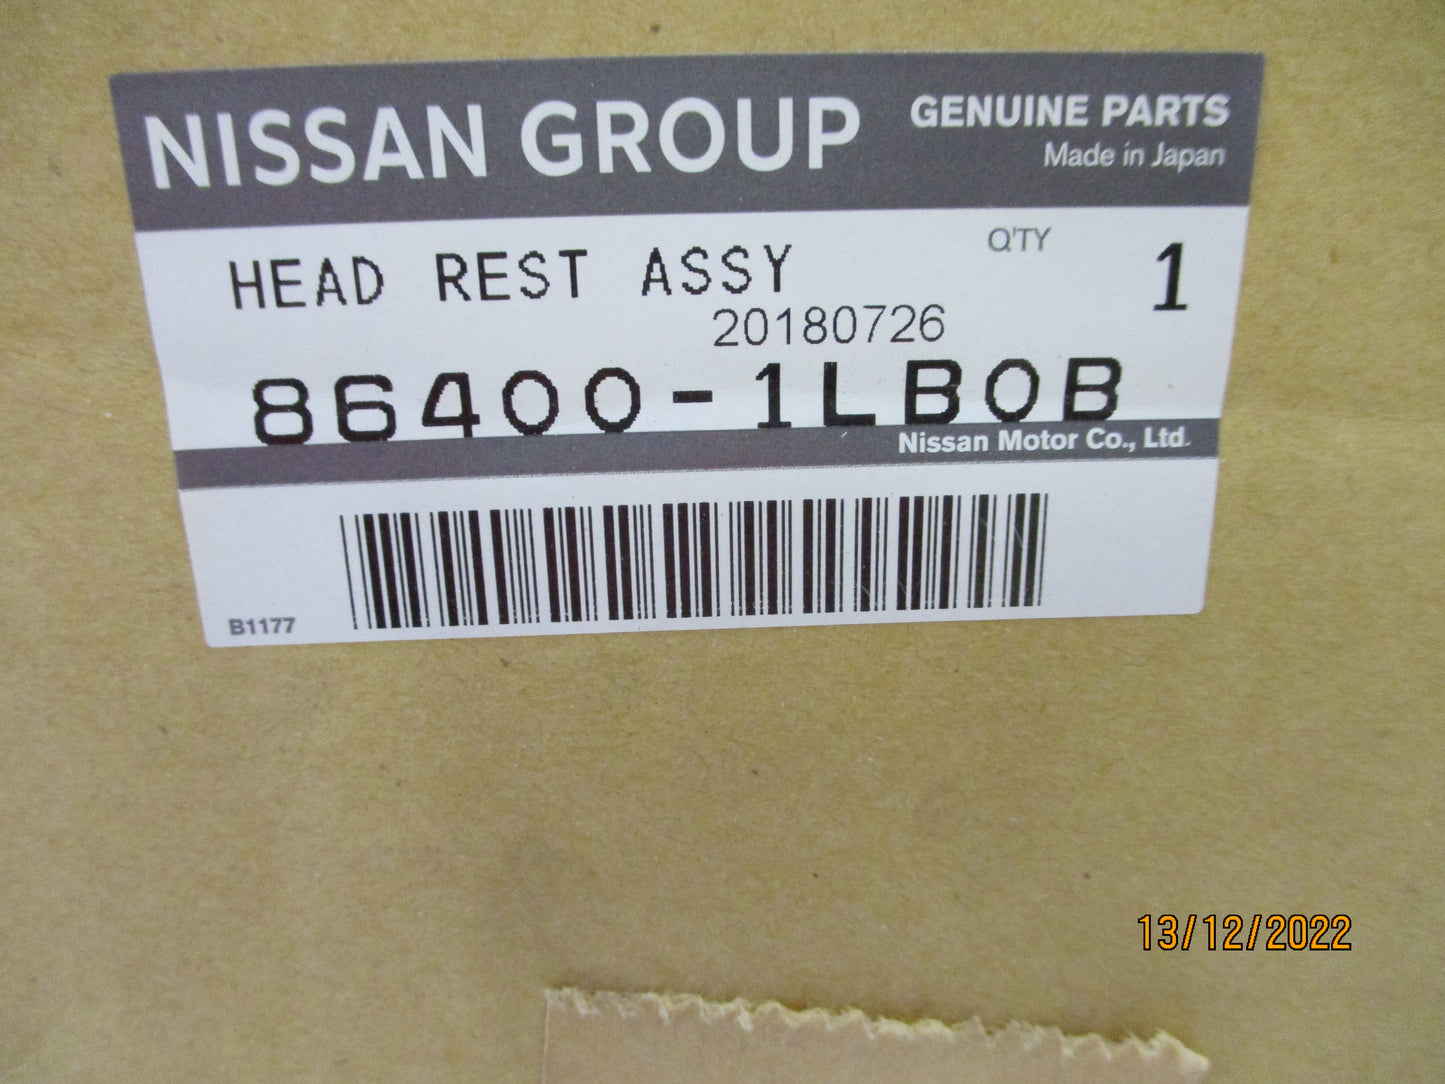 NISSAN GROUP
GENUINE PARTS
Made in Japan
HEAD REST ASSY
Q'TY
1
20180726
86400-1LB0B
Nissan Motor Co., Ltd.
B1177
13/12/2022